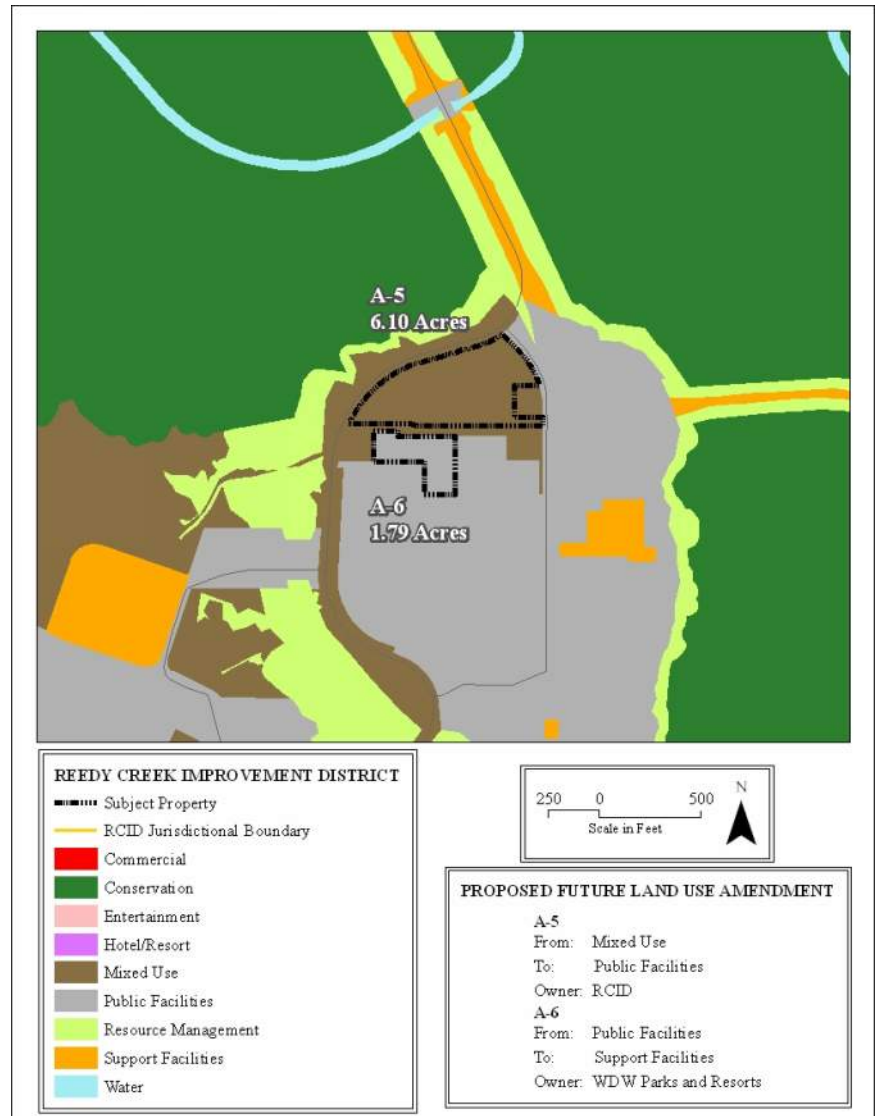 A-5
6.10 Acres
A-6
1.79 Acres
REEDY CREEK IMPROVEMENT DISTRICT
Subject Property
RCID Jurisdictional Boundary
Commercial
Conservation
Entertainment
Hotel/Resort
Mixed Use
Public Facilities
Resource Management
Support Facilities
Water
250 0 500
N
Scale in Feet
PROPOSED FUTURE LAND USE AMENDMENT
A-5
From: Mixed Use
To: Public Facilities
Owner: RCID
A-6
From: Public Facilities
To: Support Facilities
Owner: WDW Parks and Resorts